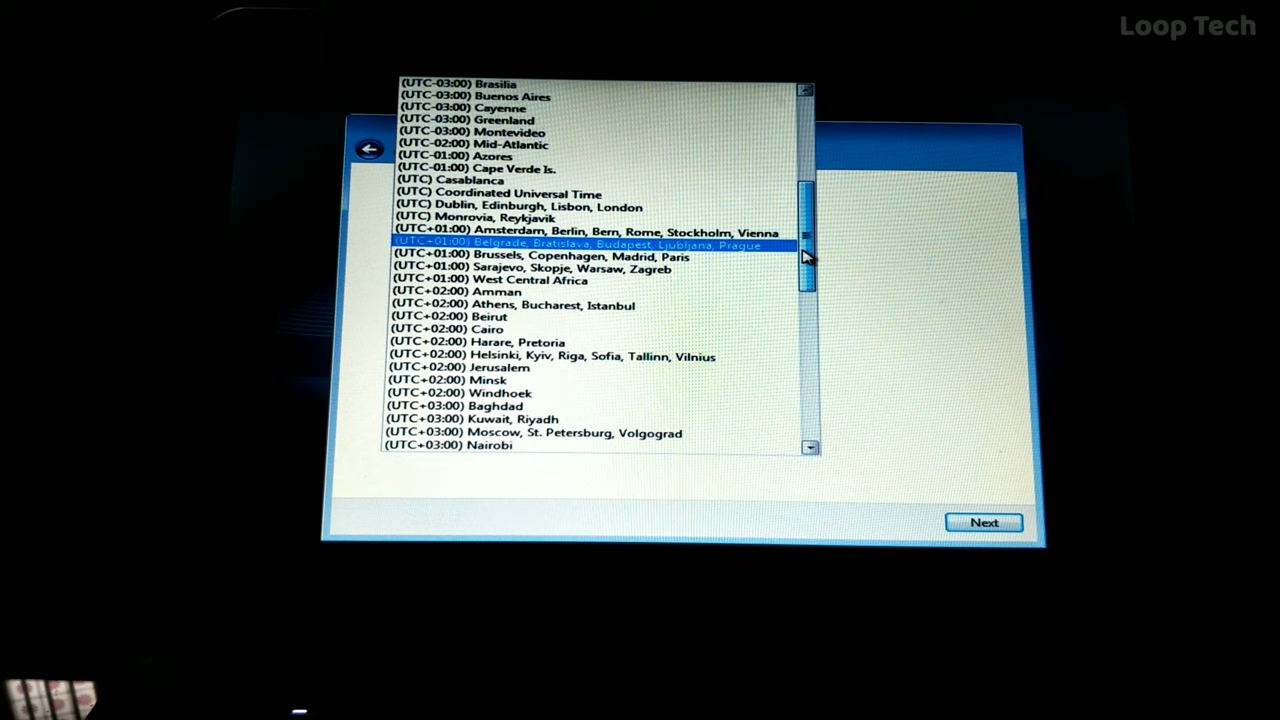 Loop Tech
(UTC-03:00) Brasilia
(UTC-03:00) Buenos Aires
(UTC-03:00) Cayenne
(UTC-03:00) Greenland
(UTC-03:00) Montevideo
(UTC-02:00) Mid-Atlantic
(UTC-01:00) Azores
(UTC-01:00) Cape Verde Is.
(UTC) Casablanca
(UTC) Coordinated Universal Time
(UTC) Dublin, Edinburgh, Lisbon, London
(UTC) Monrovia, Reykjavik
(UTC+01:00) Amsterdam, Berlin, Bern, Rome, Stockholm, Vienna
(UTC+01:00) Belgrade, Bratislava, Budapest, Ljubljana, Prague
(UTC+01:00) Brussels, Copenhagen, Madrid, Paris
(UTC+01:00) Sarajevo, Skopje, Warsaw, Zagreb
(UTC+01:00) West Central Africa
(UTC+02:00) Amman
(UTC+02:00) Athens, Bucharest, Istanbul
(UTC+02:00) Beirut
(UTC+02:00) Cairo
(UTC+02:00) Harare, Pretoria
(UTC+02:00) Helsinki, Kyiv, Riga, Sofia, Tallinn, Vilnius
(UTC+02:00) Jerusalem
(UTC+02:00) Minsk
(UTC+02:00) Windhoek
(UTC+03:00) Baghdad
(UTC+03:00) Kuwait, Riyadh
(UTC+03:00) Moscow, St. Petersburg, Volgograd
(UTC+03:00) Nairobi
Next